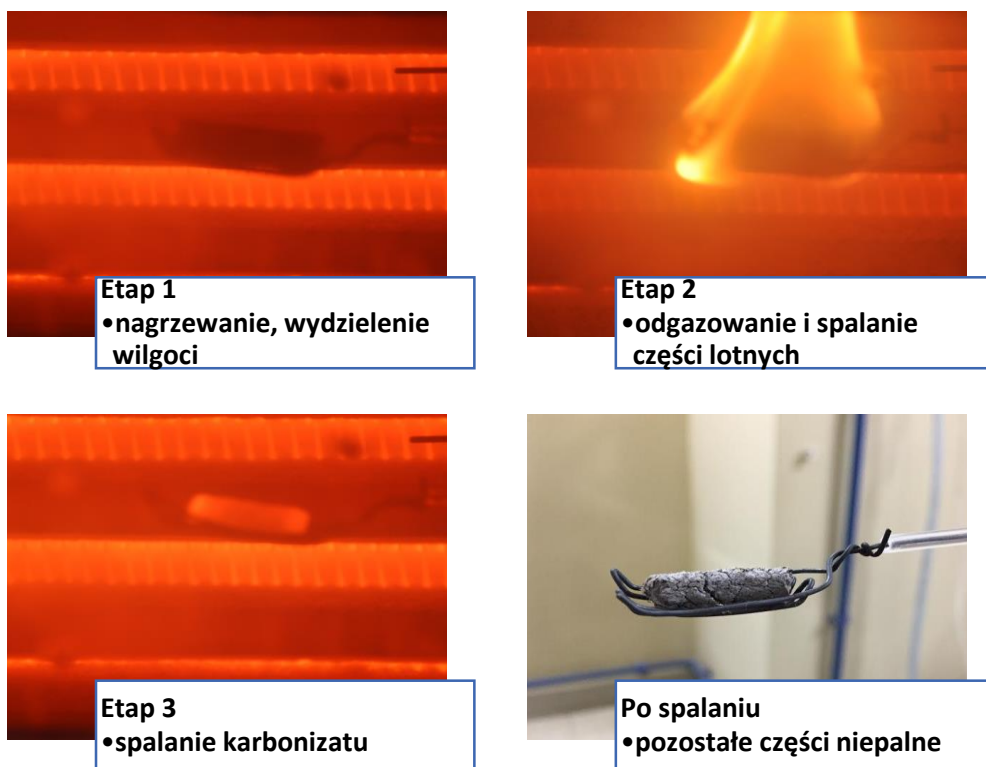 Etap 1
•nagrzewanie, wydzielenie
wilgoci
Etap 2
•odgazowanie i spalanie
części lotnych
Etap 3
•spalanie karbonizatu
Po spalaniu
•pozostałe części niepalne